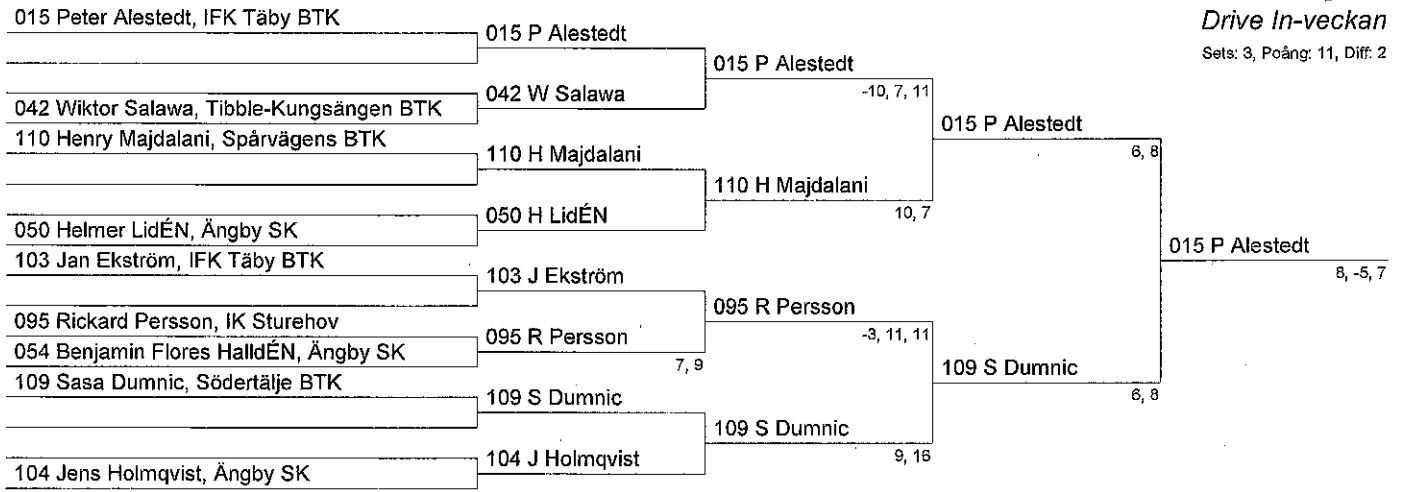 Drive In-veckan
Sets: 3, Poäng: 11, Diff: 2
015 Peter Alestedt, IFK Täby BTK
042 Wiktor Salawa, Tibble-Kungsängen BTK
110 Henry Majdalani, Spårvägens BTK
050 Helmer LidÉN, Ängby SK
103 Jan Ekström, IFK Täby BTK
095 Rickard Persson, IK Sturehov
054 Benjamin Flores HalldÉN, Ängby SK
109 Sasa Dumnic, Södertälje BTK
104 Jens Holmqvist, Ängby SK
015 P Alestedt
042 W Salawa
110 H Majdalani
050 H LidÉN
103 J Ekström
095 R Persson
7, 9
109 S Dumnic
104 J Holmqvist
015 P Alestedt
-10, 7, 11
110 H Majdalani
10, 7
095 R Persson
-3, 11, 11
109 S Dumnic
9, 16
015 P Alestedt
6, 8
109 S Dumnic
6, 8
015 P Alestedt
8, -5, 7